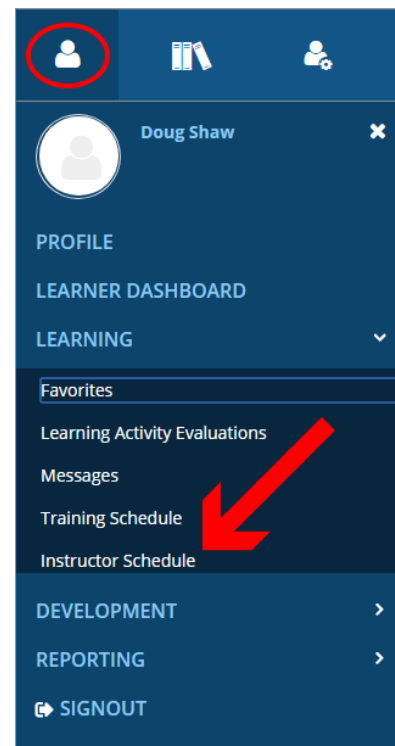 Doug Shaw
PROFILE
LEARNER DASHBOARD
LEARNING
Favorites
Learning Activity Evaluations
Messages
Training Schedule
Instructor Schedule
DEVELOPMENT
REPORTING
SIGNOUT